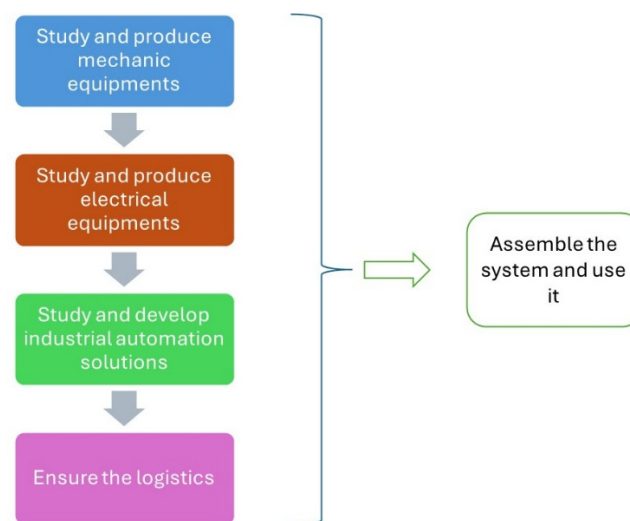 Study and produce
mechanic
equipments
Study and produce
electrical
equipments
Study and develop
industrial automation
solutions
Ensure the logistics
Assemble the
system and use
it